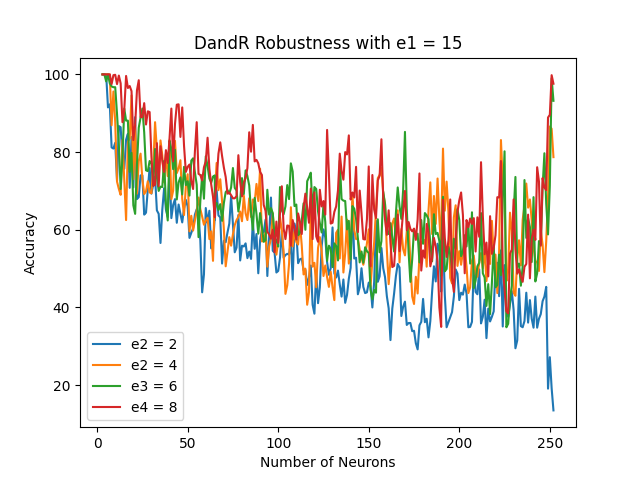 DandR Robustness with e1 = 15
Accuracy
100
80
60
40
20
e2 = 2
e2 = 4
e3 = 6
e4 = 8
0 50 100 150 200 250
Number of Neurons